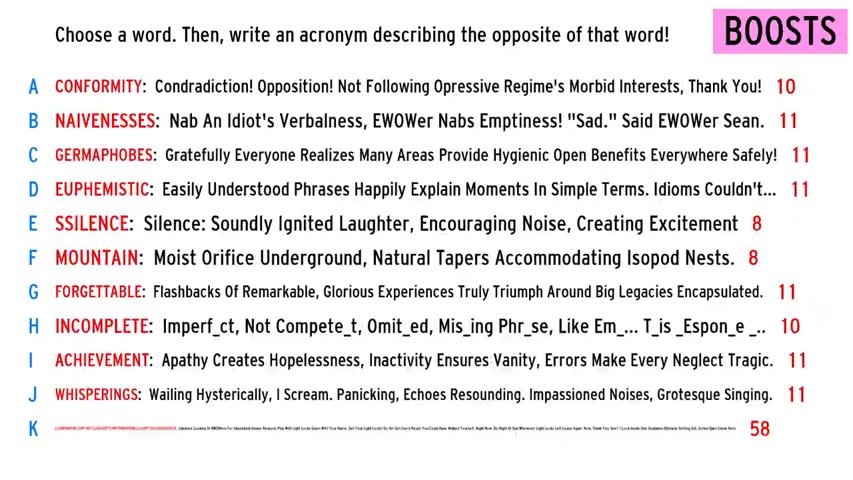 Choose a word. Then, write an acronym describing the opposite of that word!
BOOSTS
A CONFORMITY: Condradiction! Opposition! Not Following Opressive Regime's Morbid Interests, Thank You! 10
B NAIVENESSES: Nab An Idiot's Verbalness, EWOWer Nabs Emptiness! "Sad." Said EWOWer Sean. 11
C GERMAPHOBES: Gratefully Everyone Realizes Many Areas Provide Hygienic Open Benefits Everywhere Safely! 11
D EUPHEMISTIC: Easily Understood Phrases Happily Explain Moments In Simple Terms. Idioms Couldn't... 11
E SSILENCE: Silence: Soundly Ignited Laughter, Encouraging Noise, Creating Excitement 8
F MOUNTAIN: Moist Orifice Underground, Natural Tapers Accommodating Isopod Nests. 8
G FORGETTABLE: Flashbacks Of Remarkable, Glorious Experiences Truly Triumph Around Big Legacies Encapsulated. 11
H INCOMPLETE: Imperf_ct, Not Compete_t, Omit_ed, Mis_ing Phr_se, Like Em_... T_is _Espon_e _.. 10
I ACHIEVEMENT: Apathy Creates Hopelessness, Inactivity Ensures Vanity, Errors Make Every Neglect Tragic. 11
J WHISPERINGS: Wailing Hysterically, I Scream. Panicking, Echoes Resounding. Impassioned Noises, Grotesque Singing. 11
K 58